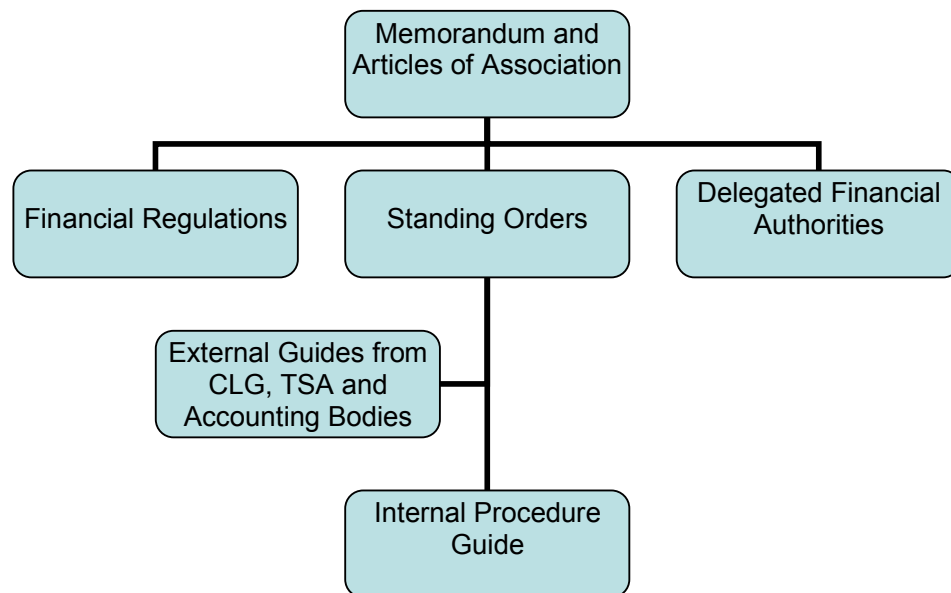 Memorandum and
Articles of Association
Financial Regulations
Standing Orders
Delegated Financial
Authorities
External Guides from
CLG, TSA and
Accounting Bodies
Internal Procedure
Guide